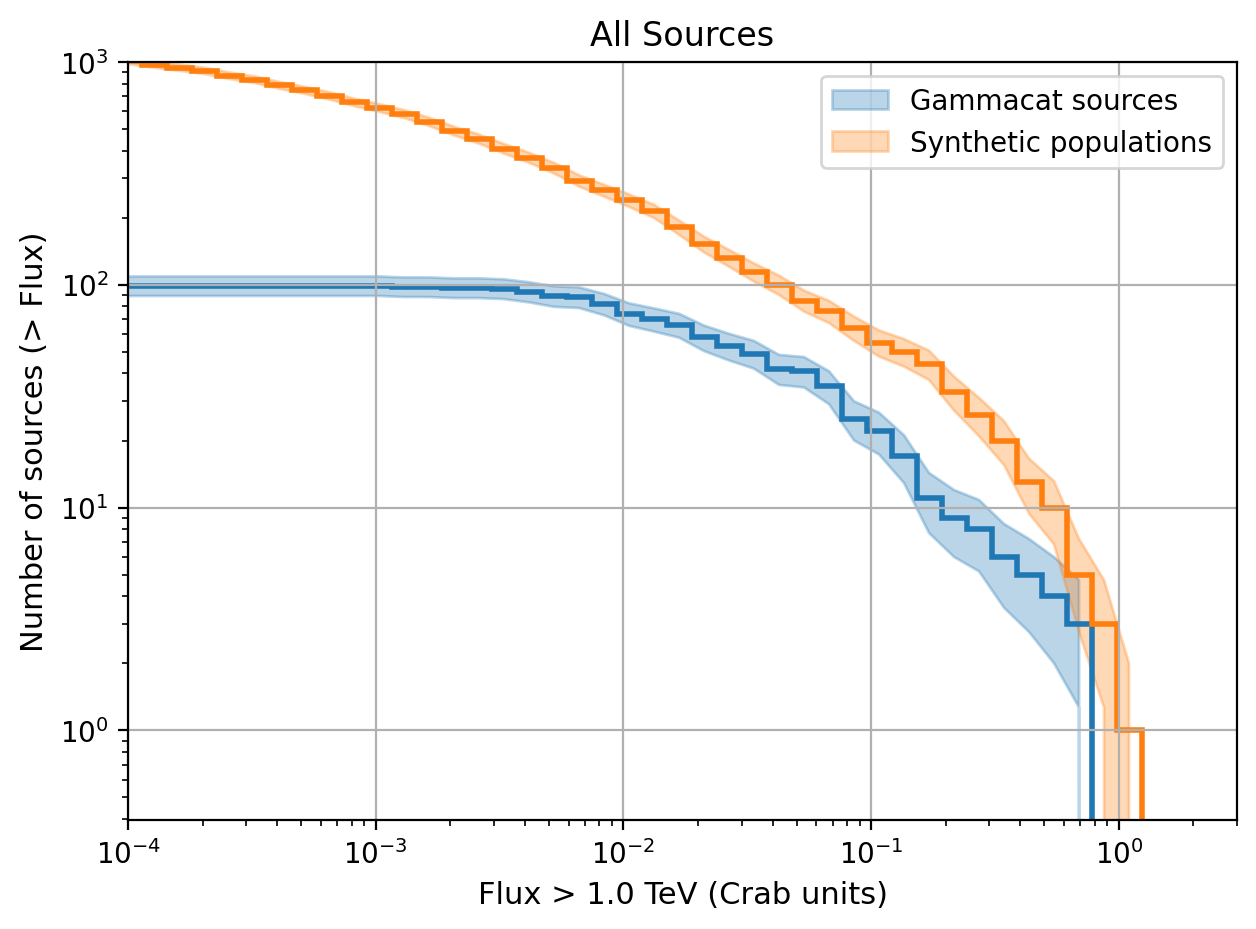 All Sources
Gammacat sources
Synthetic populations
Number of sources (> Flux)
10³
10²
10¹
10⁰
10⁻⁴
10⁻³
10⁻²
10⁻¹
10⁰
Flux > 1.0 TeV (Crab units)